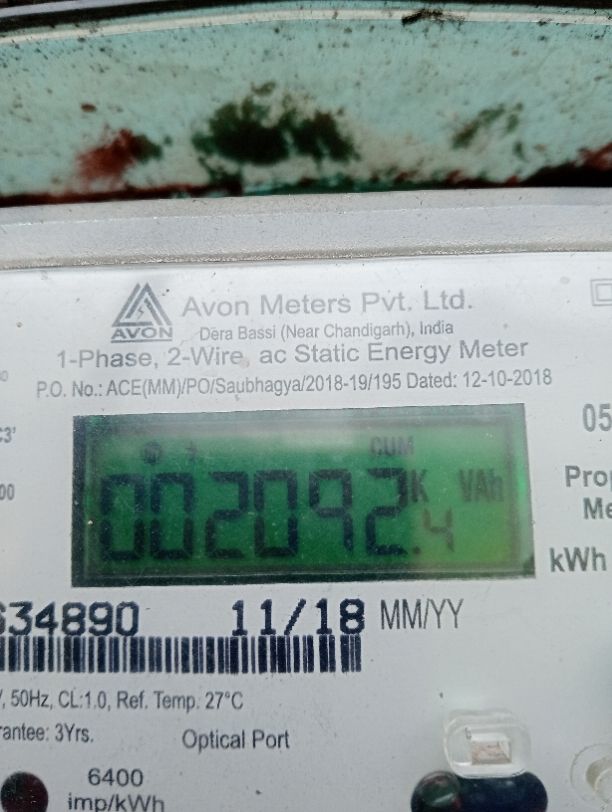 Avon Meters Pvt. Ltd.
AVON
Dera Bassi (Near Chandigarh), India
1-Phase, 2-Wire, ac Static Energy Meter
P.O. No.: ACE(MM)/PO/Saubhagya/2018-19/195 Dated: 12-10-2018
CUM
002092.4 K VAh
05
kWh
34890 11/18 MM/YY
, 50Hz, CL:1.0, Ref. Temp. 27°C
3Yrs. Optical Port
6400
imp/kWh